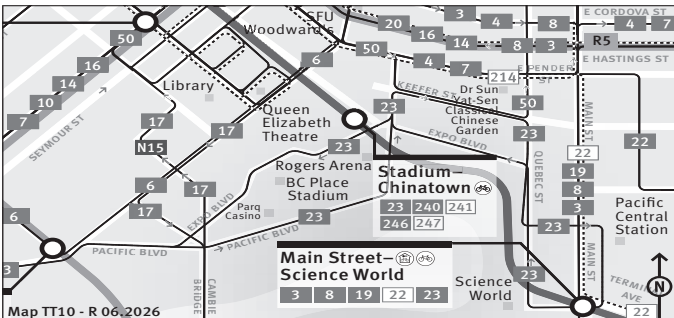 SFU
Woodward's
E CORDOVA ST
3
4
8
4
7
20
16
14
8
3
R5
E HASTINGS ST
50
50
6
4
7
E PENDER
ST
214
16
14
10
7
Library
SEYMOUR ST
17
17
N15
Queen
Elizabeth
Theatre
KEEFER ST
Dr Sun
Yat-Sen
Classical
Chinese
Garden
50
23
23
EXPO BLVD
MAIN ST
22
22
19
8
3
QUEBEC ST
23
Rogers Arena
BC Place
Stadium
Stadium–
Chinatown
23 240 241
246 247
6
17
17
EXPO BLVD
Parq
Casino
23
23
Pacific
Central
Station
6
3
PACIFIC BLVD
PACIFIC BLVD
CAMBIE
BRIDGE
Main Street–
Science World
3 8 19 22 23
Science
World
23
MAIN ST
TERMIN
AVE
22
N
Map TT10 - R 06.2026